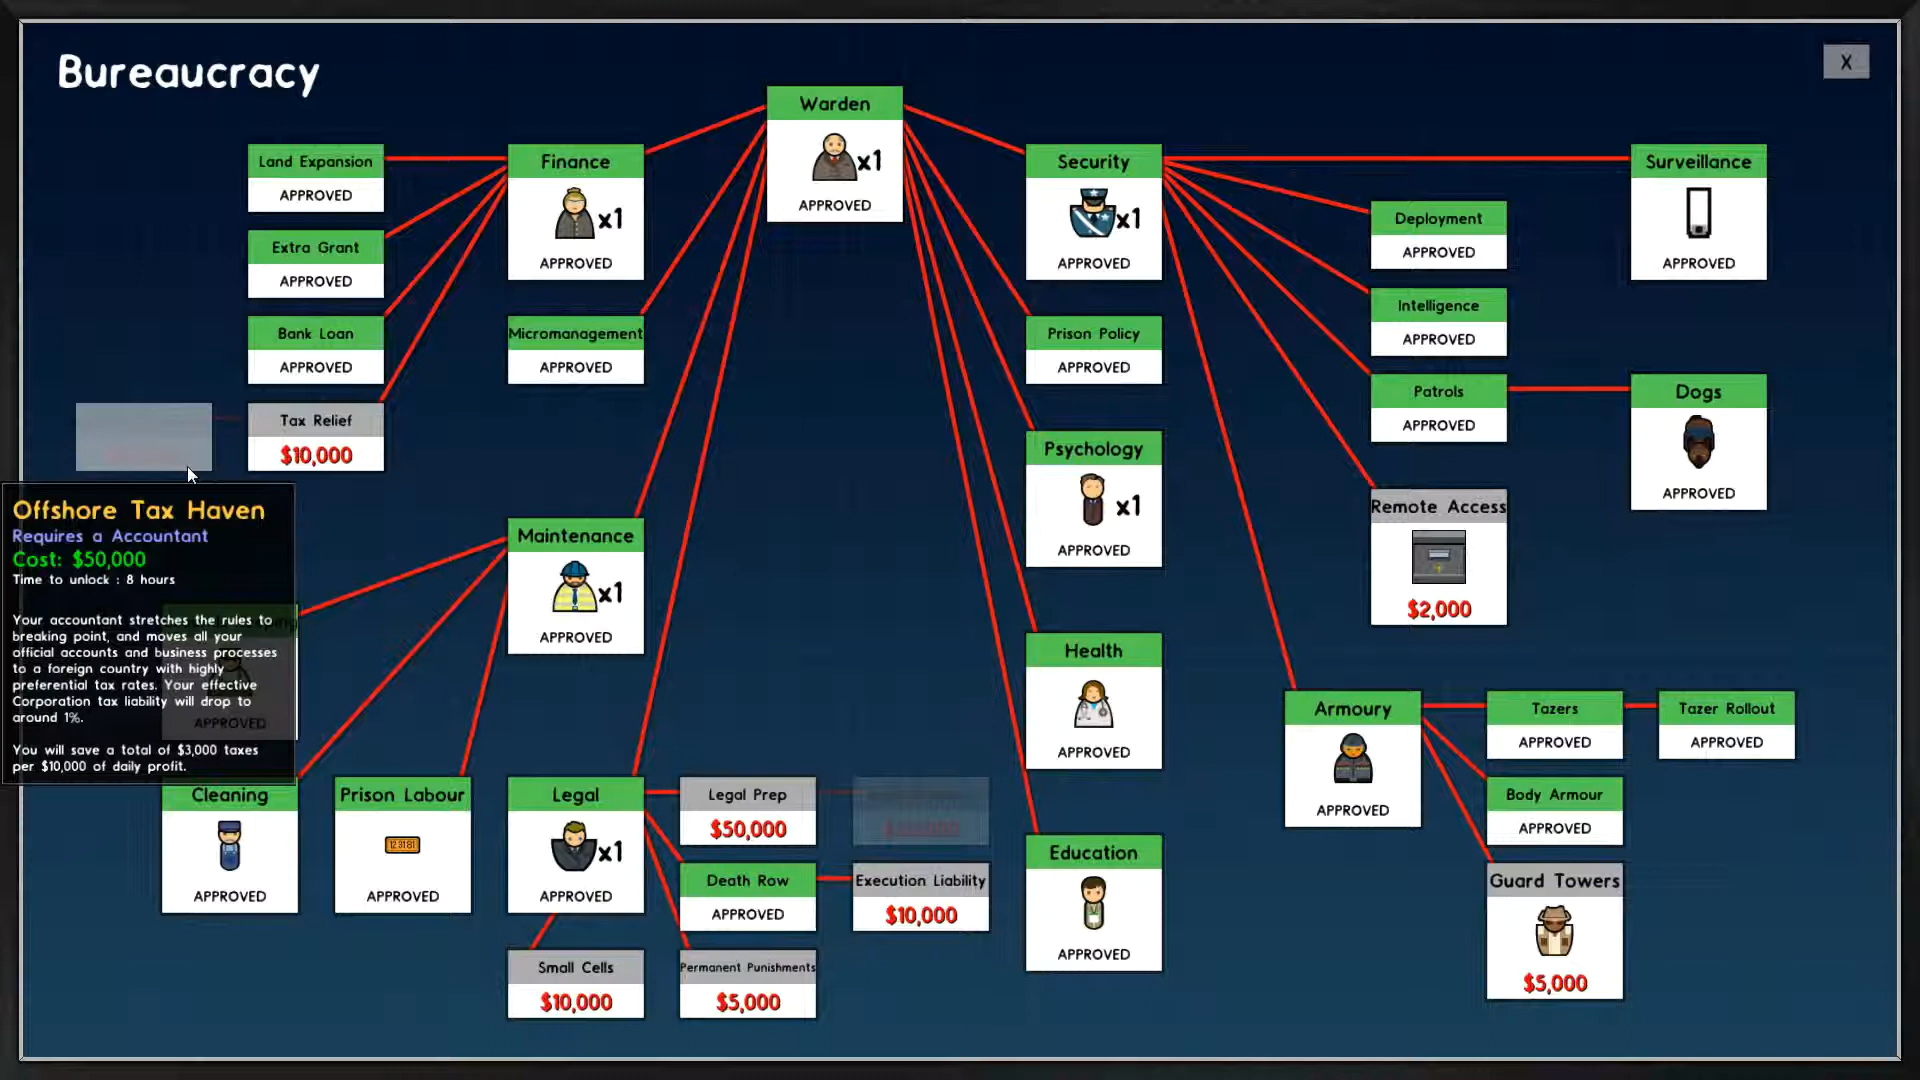 Bureaucracy
X
Warden
x1
APPROVED
Land Expansion
APPROVED
Finance
x1
APPROVED
Security
x1
APPROVED
Surveillance
APPROVED
Extra Grant
APPROVED
Deployment
APPROVED
Bank Loan
APPROVED
Micromanagement
APPROVED
Prison Policy
APPROVED
Intelligence
APPROVED
Tax Relief
$10,000
Patrols
APPROVED
Dogs
APPROVED
Psychology
x1
APPROVED
Remote Access
$2,000
Offshore Tax Haven
Requires a Accountant
Cost: $50,000
Time to unlock : 8 hours
Your accountant stretches the rules to
breaking point, and moves all your
official accounts and business processes
to a foreign country with highly
preferential tax rates. Your effective
Corporation tax liability will drop to
around 1%.
APPROVED
You will save a total of $3,000 taxes
per $10,000 of daily profit.
Maintenance
x1
APPROVED
Health
APPROVED
Armoury
APPROVED
Tazers
APPROVED
Tazer Rollout
APPROVED
Cleaning
APPROVED
Prison Labour
123181
APPROVED
Legal
x1
APPROVED
Legal Prep
$50,000
Body Armour
APPROVED
Death Row
APPROVED
Execution Liability
$10,000
Education
APPROVED
Guard Towers
$5,000
Small Cells
$10,000
Permanent Punishments
$5,000